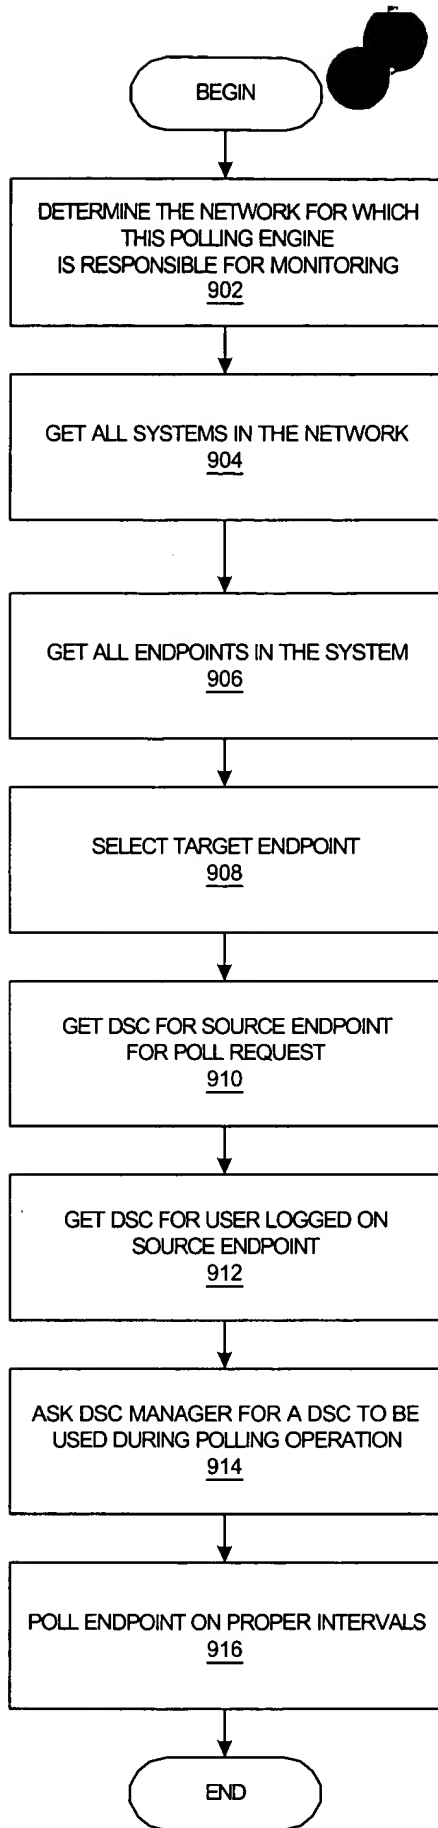 BEGIN
DETERMINE THE NETWORK FOR WHICH
THIS POLLING ENGINE
IS RESPONSIBLE FOR MONITORING
902
GET ALL SYSTEMS IN THE NETWORK
904
GET ALL ENDPOINTS IN THE SYSTEM
906
SELECT TARGET ENDPOINT
908
GET DSC FOR SOURCE ENDPOINT
FOR POLL REQUEST
910
GET DSC FOR USER LOGGED ON
SOURCE ENDPOINT
912
ASK DSC MANAGER FOR A DSC TO BE
USED DURING POLLING OPERATION
914
POLL ENDPOINT ON PROPER INTERVALS
916
END